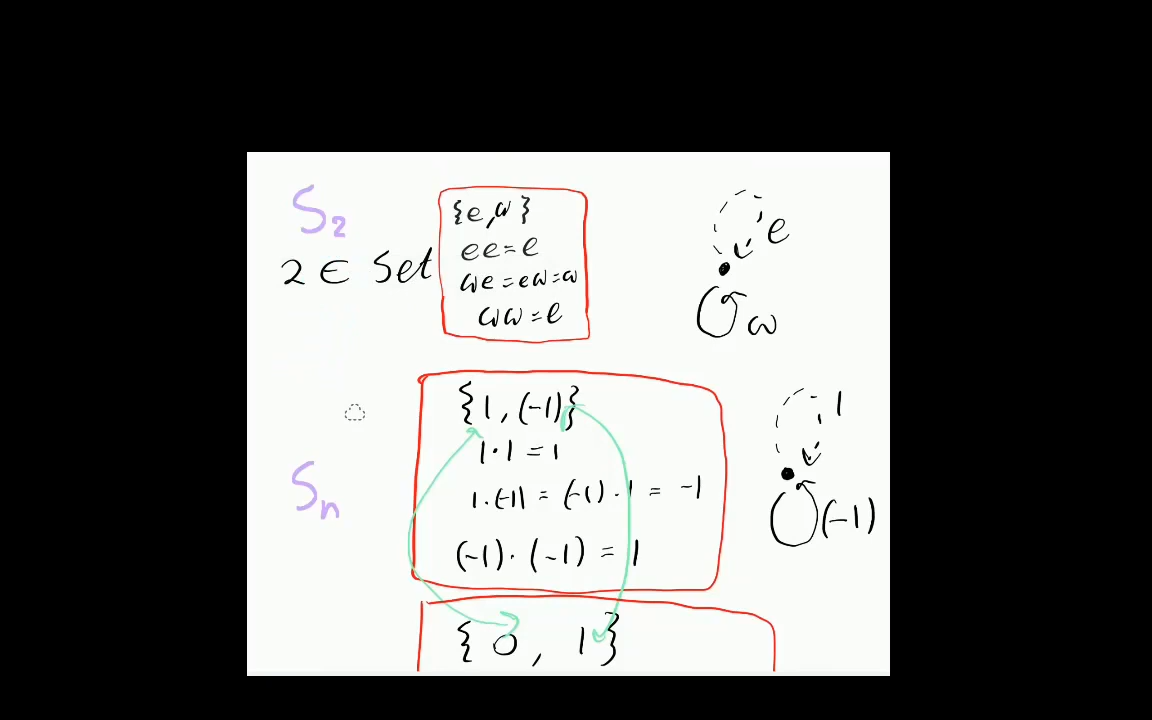 S₂
2 ∈ Set
{e, ω}
ee = e
ωe = eω = ω
ωω = e
e
ω
Sₙ
{1, (-1)}
1 · 1 = 1
1 · (-1) = (-1) · 1 = -1
(-1) · (-1) = 1
1
(-1)
{0, 1}